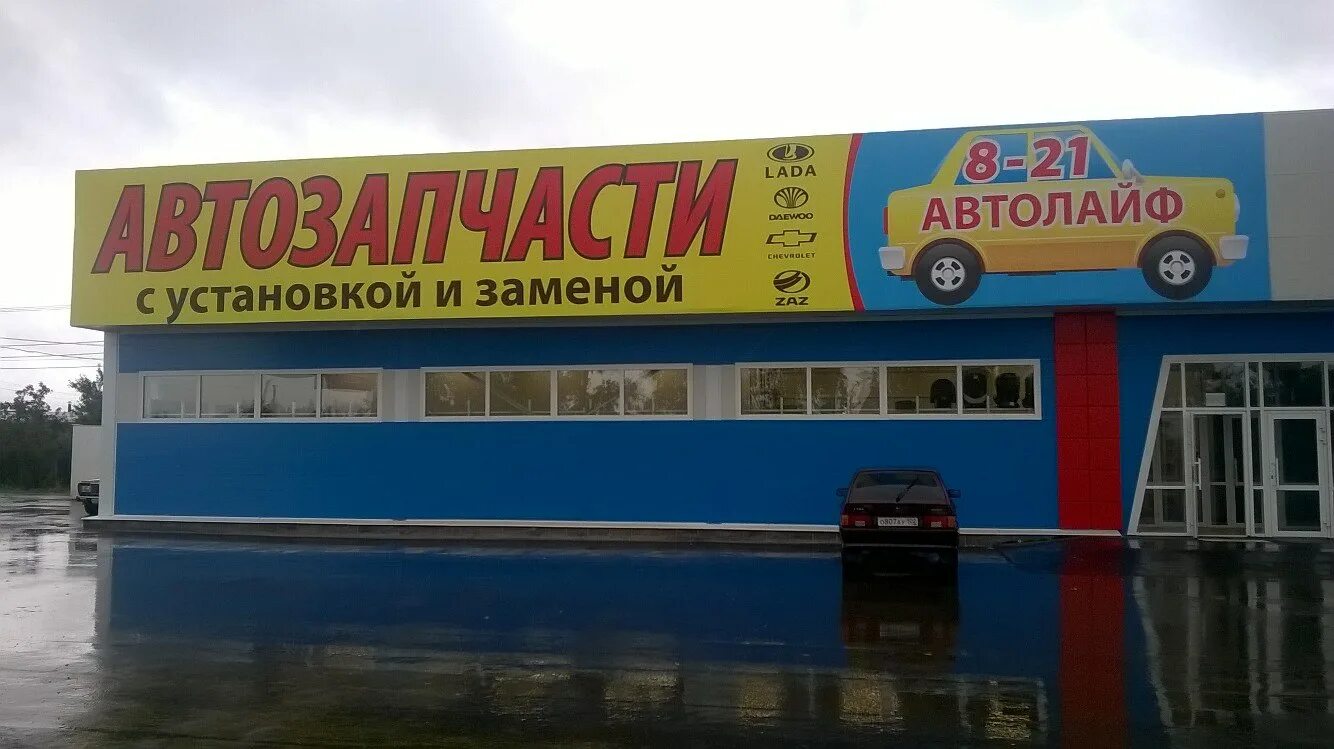 АВТОЗАПЧАСТИ
с установкой и заменой
LADA
DAEWOO
CHEVROLET
ZAZ
8-21
АВТОЛАЙФ